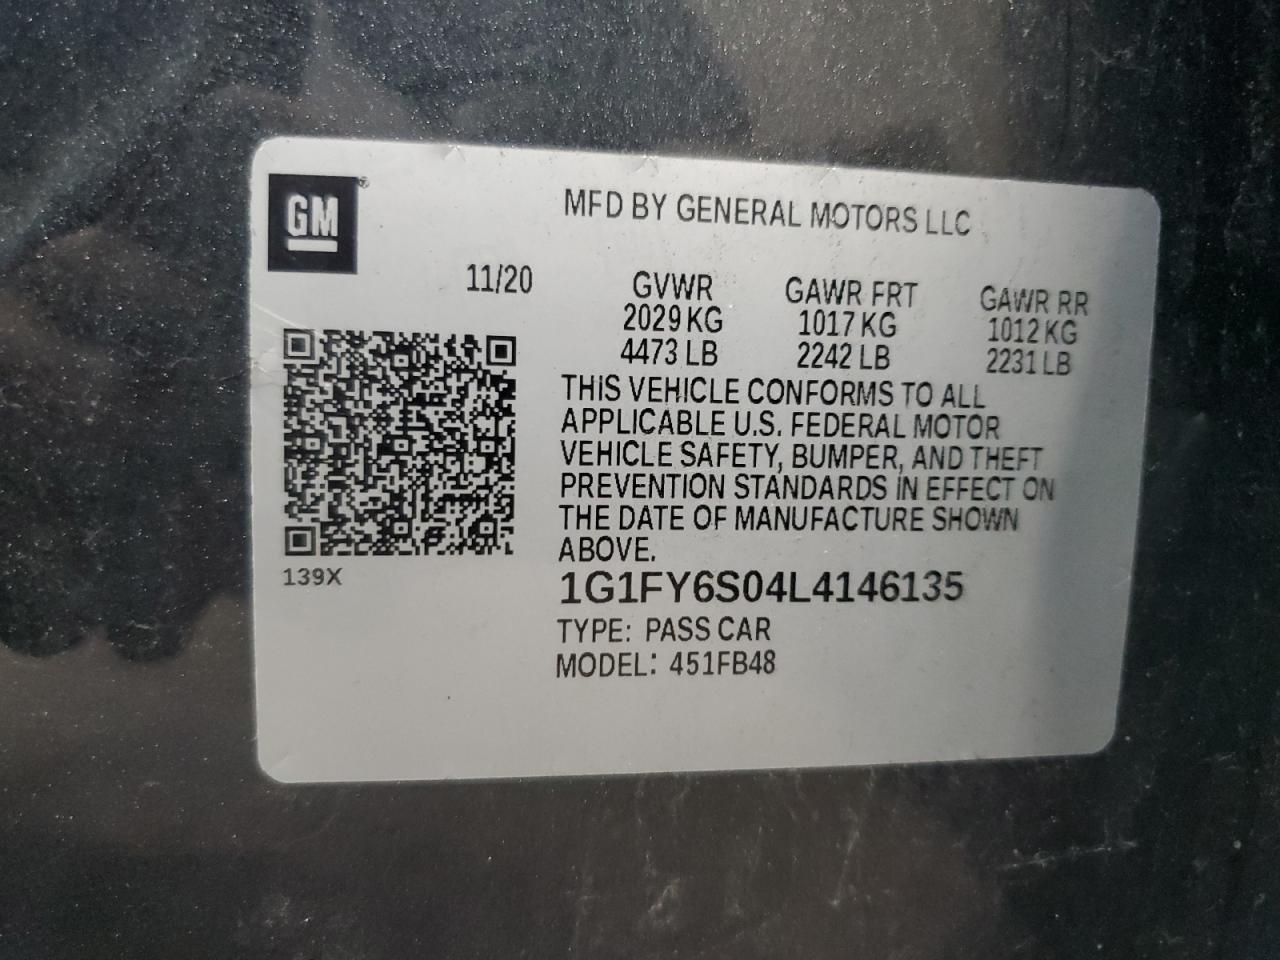 GM®
MFD BY GENERAL MOTORS LLC
11/20
GVWR GAWR FRT GAWR RR
2029 KG 1017 KG 1012 KG
4473 LB 2242 LB 2231 LB
THIS VEHICLE CONFORMS TO ALL
APPLICABLE U.S. FEDERAL MOTOR
VEHICLE SAFETY, BUMPER, AND THEFT
PREVENTION STANDARDS IN EFFECT ON
THE DATE OF MANUFACTURE SHOWN
ABOVE.
139X
1G1FY6S04L4146135
TYPE: PASS CAR
MODEL: 451FB48